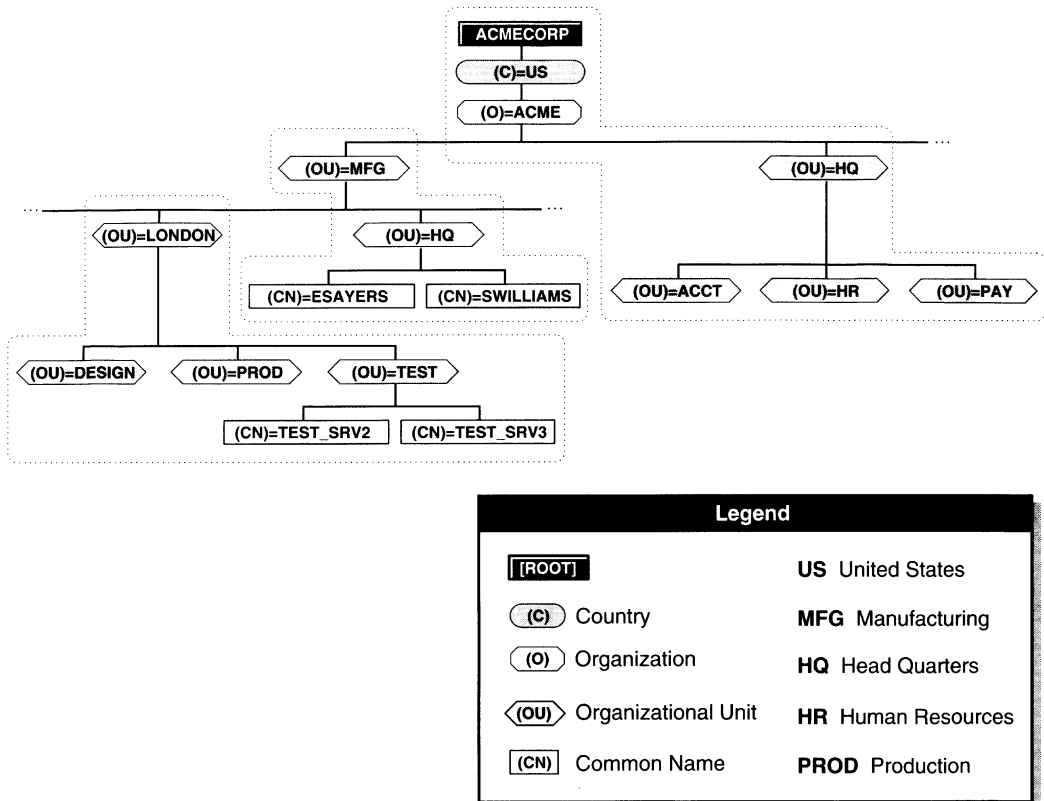 ACMECORP
(C)=US
(O)=ACME
...
(OU)=MFG
(OU)=HQ
...
...
(OU)=LONDON
(OU)=HQ
(CN)=ESAYERS
(CN)=SWILLIAMS
(OU)=ACCT
(OU)=HR
(OU)=PAY
(OU)=DESIGN
(OU)=PROD
(OU)=TEST
(CN)=TEST_SRV2
(CN)=TEST_SRV3
Legend
[ROOT]
US United States
(C) Country
MFG Manufacturing
(O) Organization
HQ Head Quarters
(OU) Organizational Unit
HR Human Resources
(CN) Common Name
PROD Production